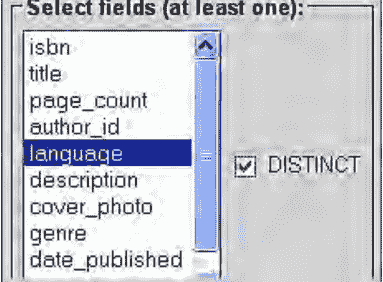 Select fields (at least one):
isbn
title
page_count
author_id
language
description
cover_photo
genre
date_published
DISTINCT